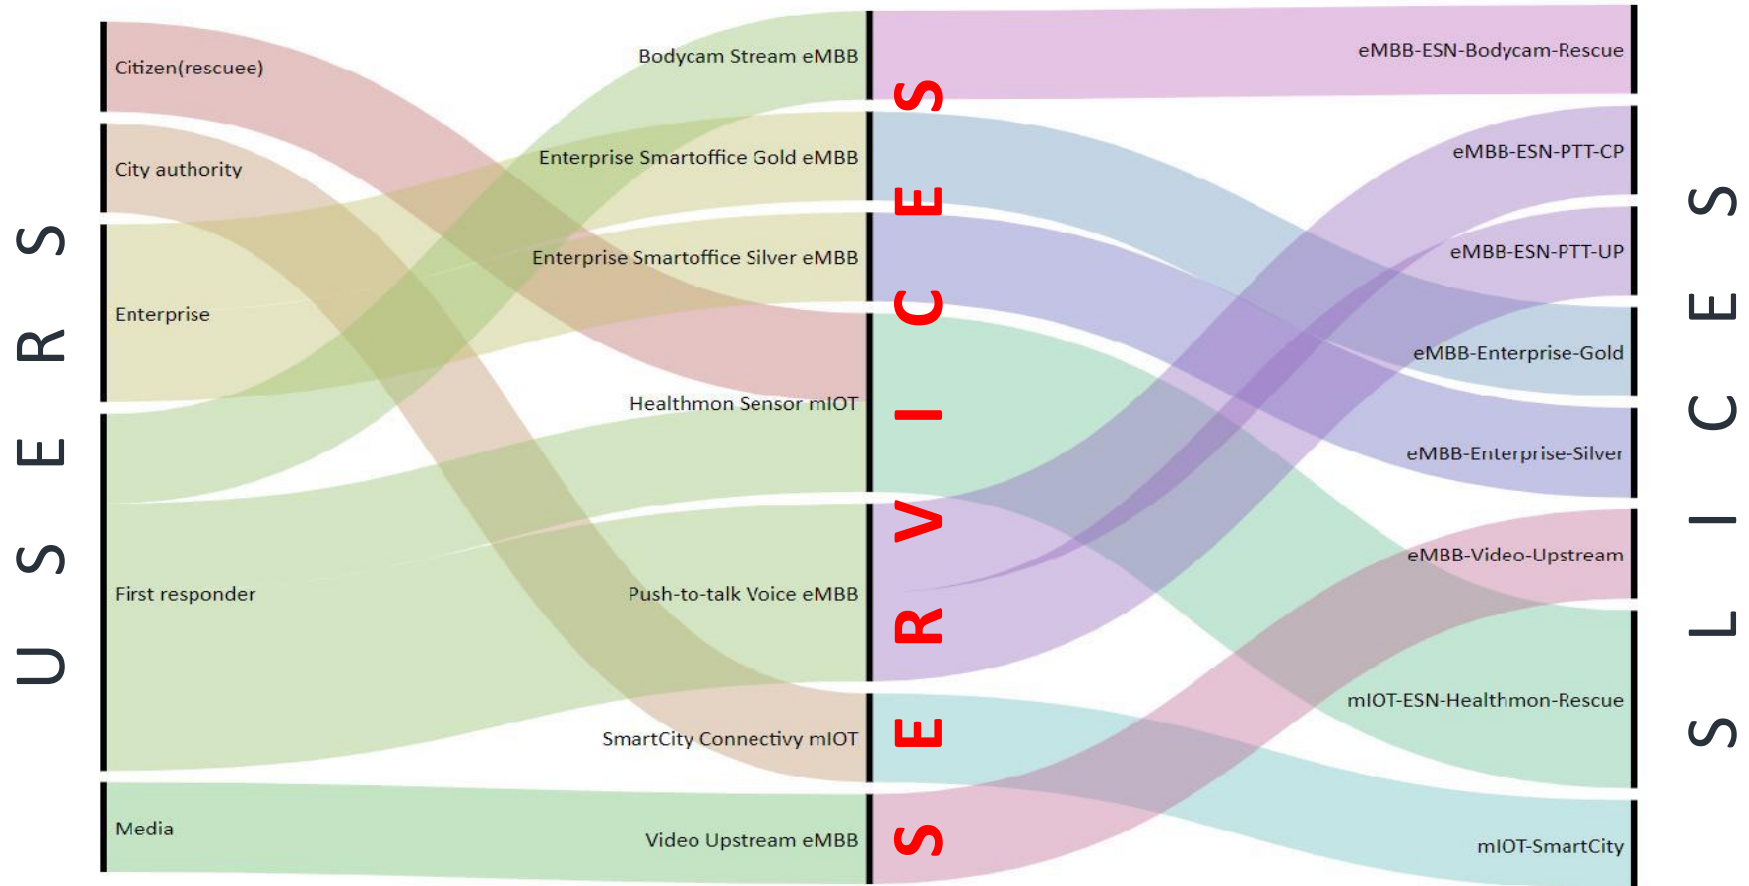 USERS
Citizen(rescuee)
City authority
Enterprise
First responder
Media
Bodycam Stream eMBB
Enterprise Smartoffice Gold eMBB
Enterprise Smartoffice Silver eMBB
Healthmon Sensor mIOT
Push-to-talk Voice eMBB
SmartCity Connectivy mIOT
Video Upstream eMBB
SERVICES
eMBB-ESN-Bodycam-Rescue
eMBB-ESN-PTT-CP
eMBB-ESN-PTT-UP
eMBB-Enterprise-Gold
eMBB-Enterprise-Silver
eMBB-Video-Upstream
mIOT-ESN-Healthmon-Rescue
mIOT-SmartCity
SLICES